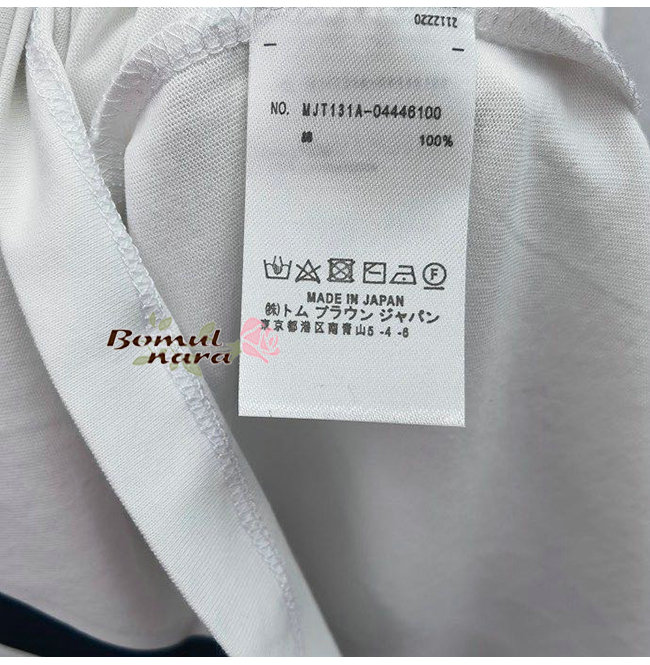 2112220
NO. MJT131A-04446100
綿 100%
F
MADE IN JAPAN
㈱トム ブラウン ジャパン
東京都港区南青山5-4-6
Bomul
nara